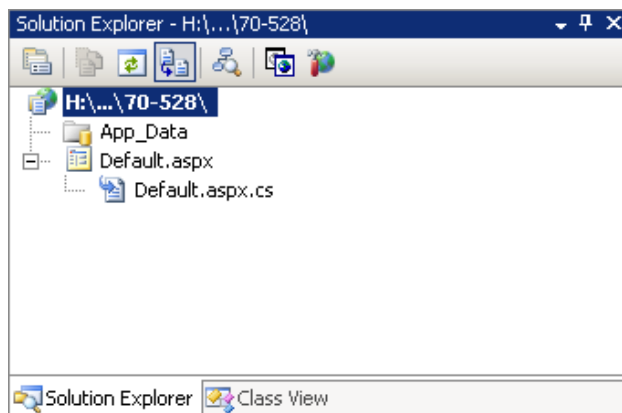 Solution Explorer - H:\...\70-528\
H:\...\70-528\
App_Data
Default.aspx
Default.aspx.cs
Solution Explorer Class View